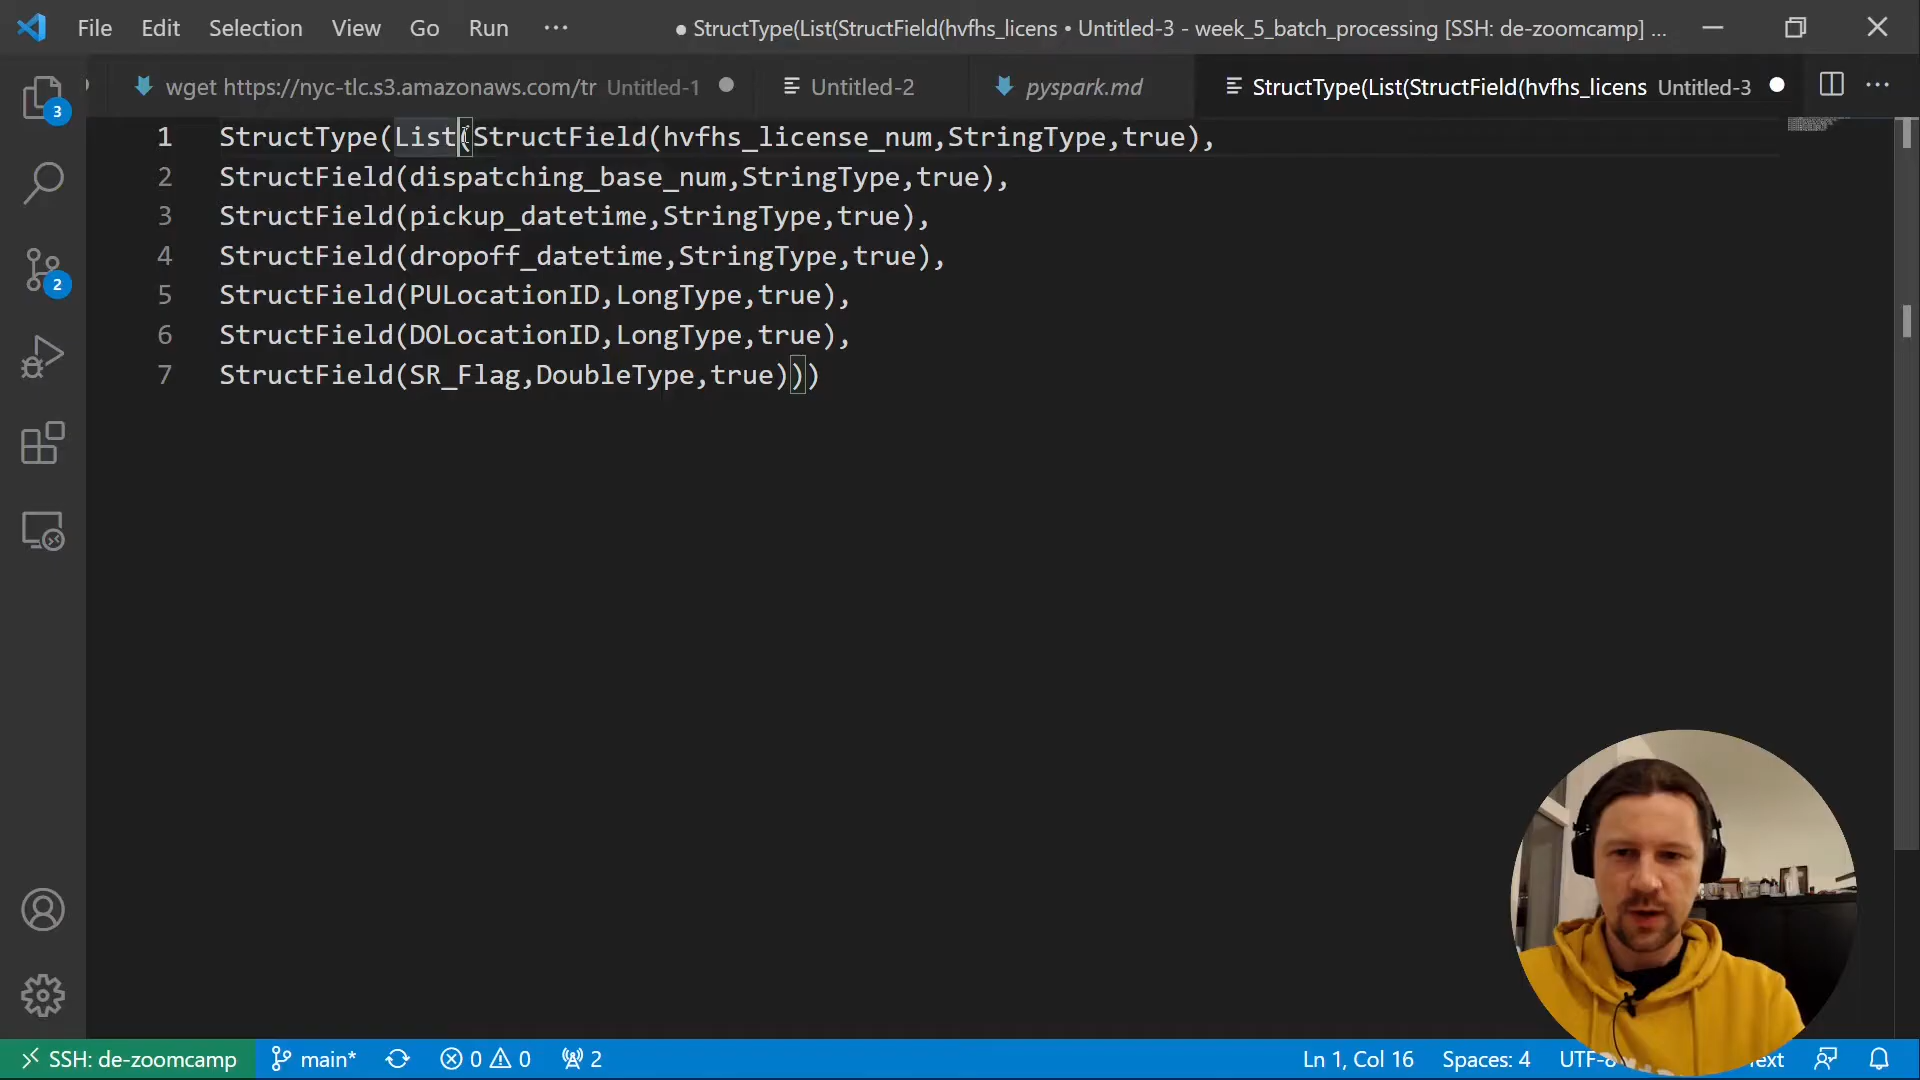 File Edit Selection View Go Run ··· ● StructType(List(StructField(hvfhs_licens • Untitled-3 - week_5_batch_processing [SSH: de-zoomcamp] ...
wget https://nyc-tlc.s3.amazonaws.com/tr Untitled-1 Untitled-2 pyspark.md StructType(List(StructField(hvfhs_licens Untitled-3
3
1 StructType(List(StructField(hvfhs_license_num,StringType,true),
2 StructField(dispatching_base_num,StringType,true),
3 StructField(pickup_datetime,StringType,true),
4 StructField(dropoff_datetime,StringType,true),
2
5 StructField(PULocationID,LongType,true),
6 StructField(DOLocationID,LongType,true),
7 StructField(SR_Flag,DoubleType,true)))
SSH: de-zoomcamp main* 0 0 2 Ln 1, Col 16 Spaces: 4